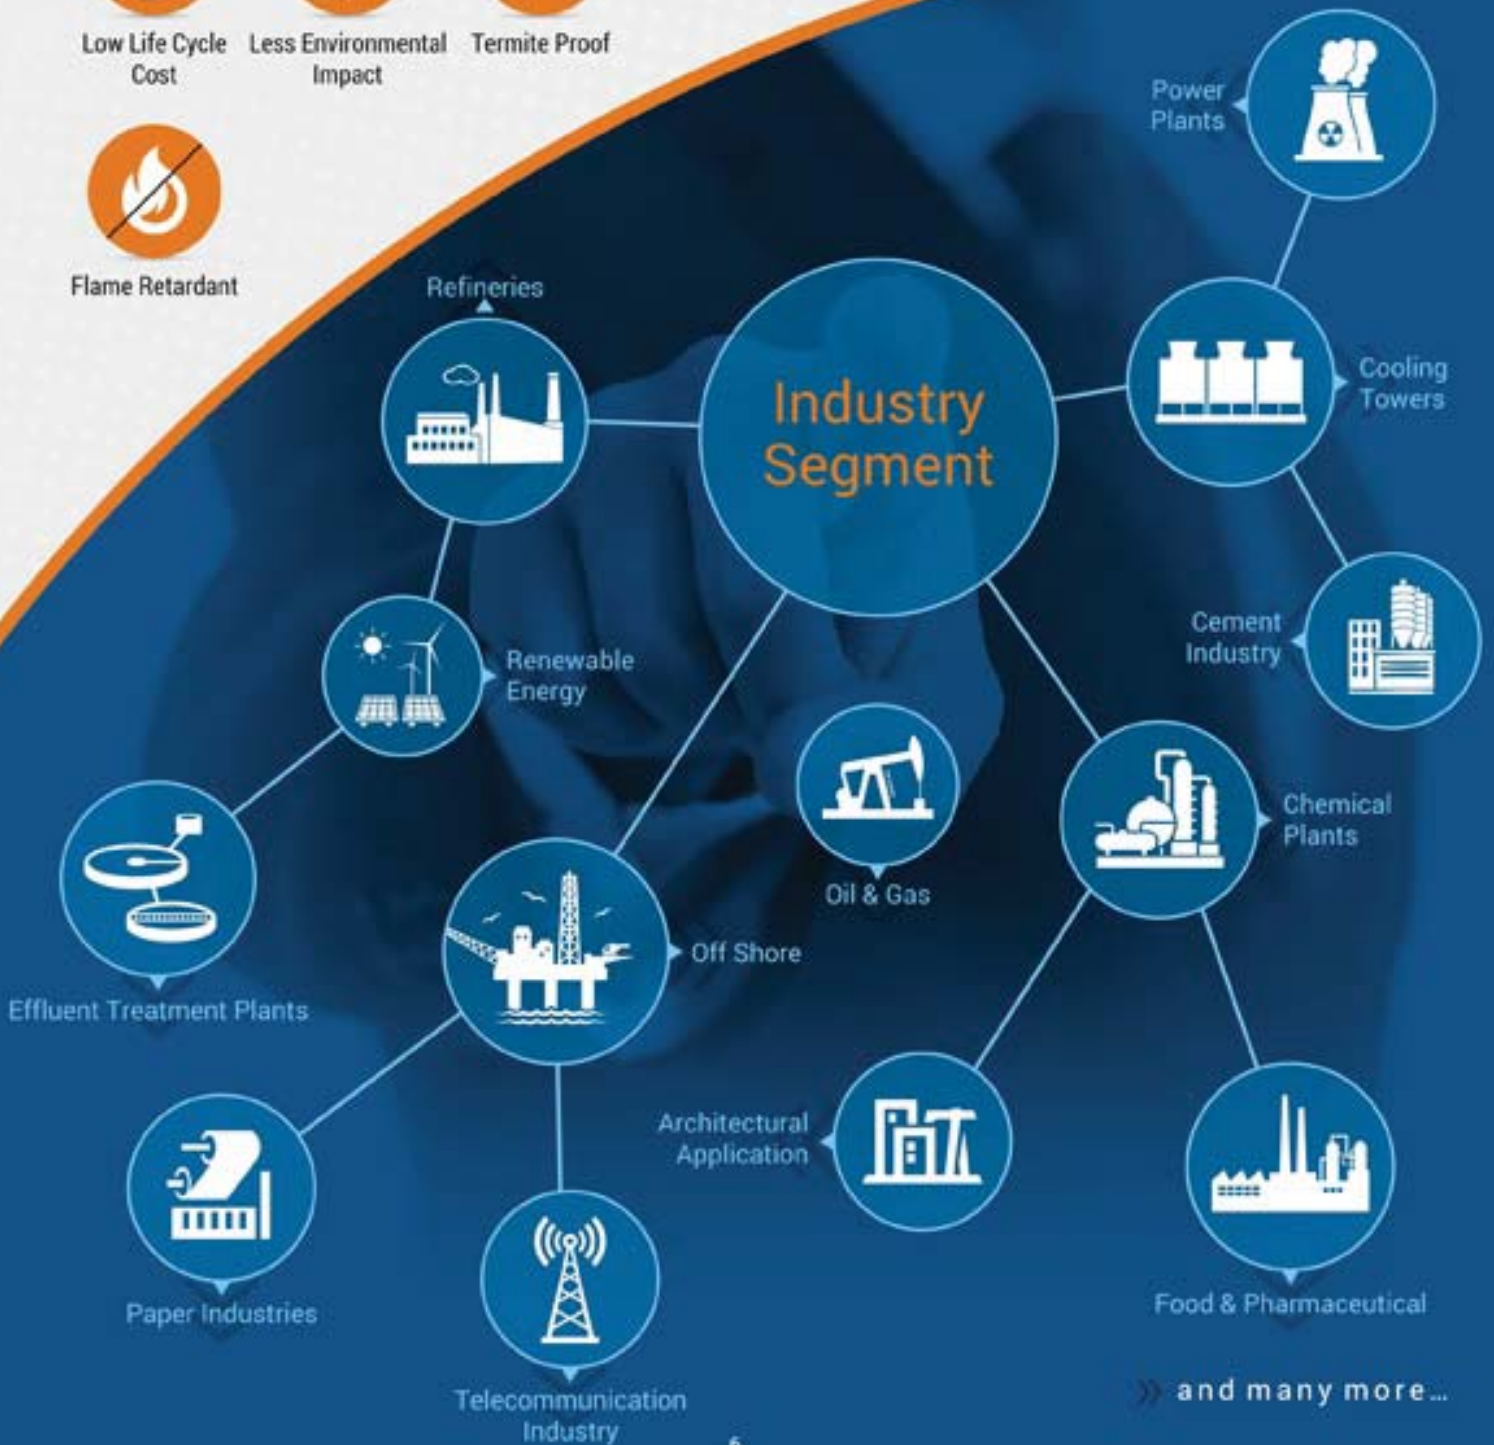 Low Life Cycle
Cost
Less Environmental
Impact
Termite Proof
Flame Retardant
Power
Plants
Refineries
Industry
Segment
Cooling
Towers
Cement
Industry
Renewable
Energy
Chemical
Plants
Oil & Gas
Off Shore
Effluent Treatment Plants
Architectural
Application
Paper Industries
Food & Pharmaceutical
Telecommunication
Industry
and many more...
6